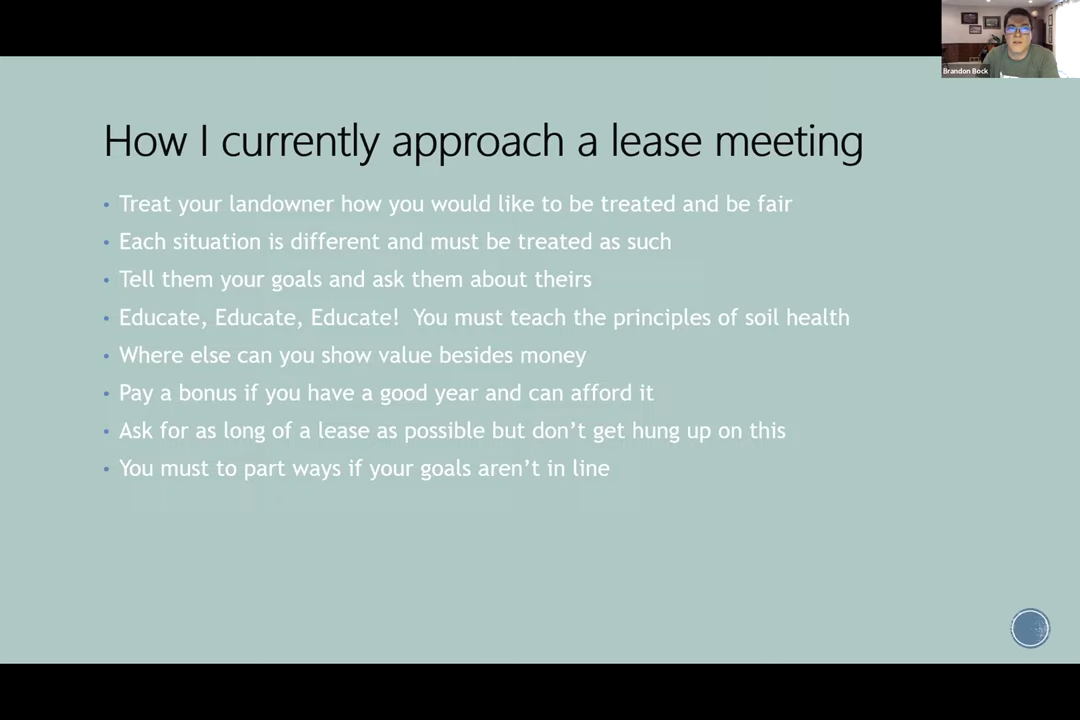 Brandon Bock
How I currently approach a lease meeting
• Treat your landowner how you would like to be treated and be fair
• Each situation is different and must be treated as such
• Tell them your goals and ask them about theirs
• Educate, Educate, Educate!  You must teach the principles of soil health
• Where else can you show value besides money
• Pay a bonus if you have a good year and can afford it
• Ask for as long of a lease as possible but don't get hung up on this
• You must to part ways if your goals aren't in line